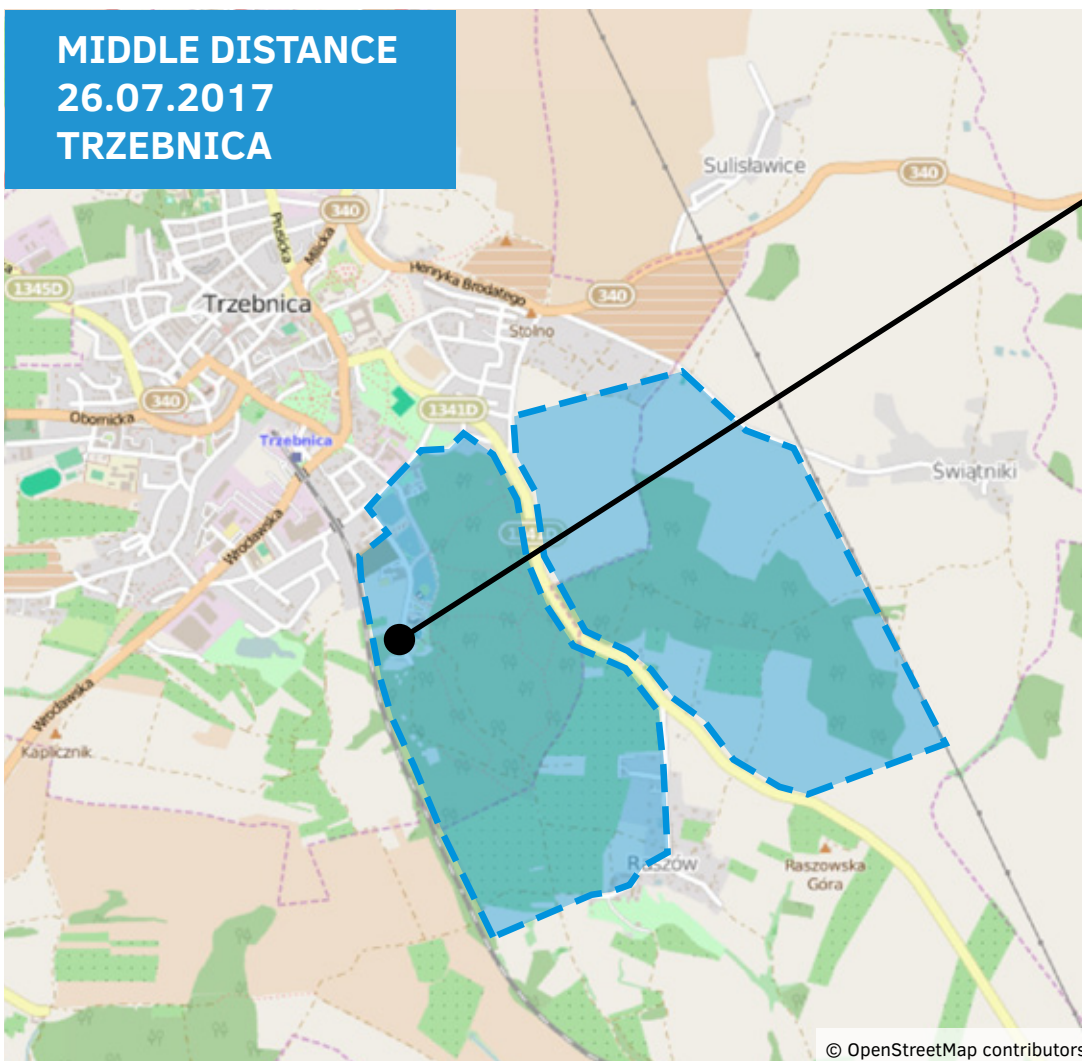 MIDDLE DISTANCE
26.07.2017
TRZEBNICA
Sulisławice
340
340
Prusicka
Milicka
1345D
Henryka Brodatego
340
Trzebnica
Stolno
340
1341D
Obornicka
Trzebnica
Świątniki
Wrocławska
Wrocławska
Kaplicznik
Raszów
Raszowska
Góra
© OpenStreetMap contributors